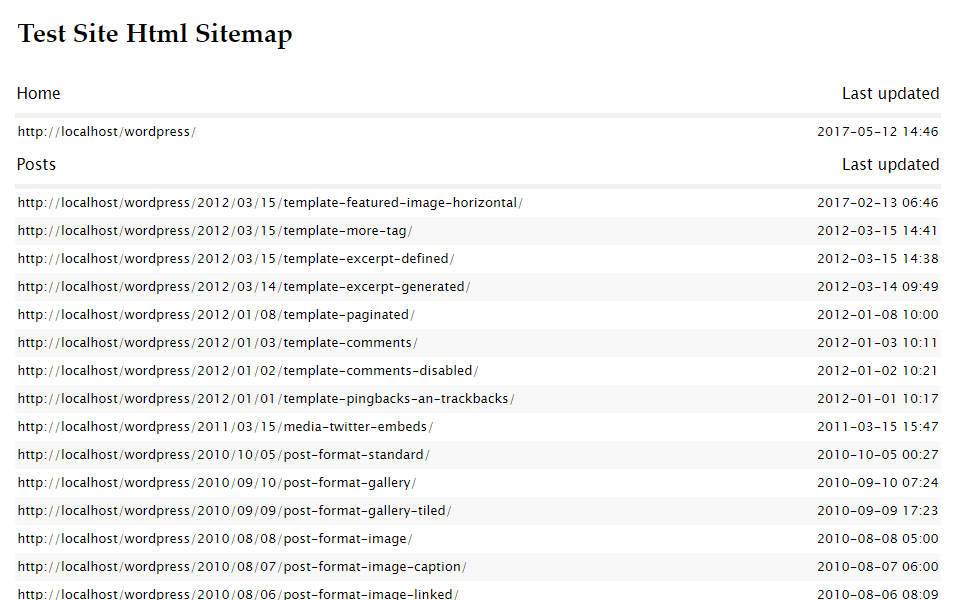 Test Site Html Sitemap
Home Last updated
http://localhost/wordpress/ 2017-05-12 14:46
Posts Last updated
http://localhost/wordpress/2012/03/15/template-featured-image-horizontal/ 2017-02-13 06:46
http://localhost/wordpress/2012/03/15/template-more-tag/ 2012-03-15 14:41
http://localhost/wordpress/2012/03/15/template-excerpt-defined/ 2012-03-15 14:38
http://localhost/wordpress/2012/03/14/template-excerpt-generated/ 2012-03-14 09:49
http://localhost/wordpress/2012/01/08/template-paginated/ 2012-01-08 10:00
http://localhost/wordpress/2012/01/03/template-comments/ 2012-01-03 10:11
http://localhost/wordpress/2012/01/02/template-comments-disabled/ 2012-01-02 10:21
http://localhost/wordpress/2012/01/01/template-pingbacks-an-trackbacks/ 2012-01-01 10:17
http://localhost/wordpress/2011/03/15/media-twitter-embeds/ 2011-03-15 15:47
http://localhost/wordpress/2010/10/05/post-format-standard/ 2010-10-05 00:27
http://localhost/wordpress/2010/09/10/post-format-gallery/ 2010-09-10 07:24
http://localhost/wordpress/2010/09/09/post-format-gallery-tiled/ 2010-09-09 17:23
http://localhost/wordpress/2010/08/08/post-format-image/ 2010-08-08 05:00
http://localhost/wordpress/2010/08/07/post-format-image-caption/ 2010-08-07 06:00
http://localhost/wordpress/2010/08/06/post-format-image-linked/ 2010-08-06 08:09